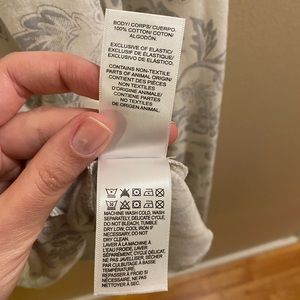 BODY/ CORPS/ CUERPO:
100% COTTON/ COTON/
ALGODÓN.
EXCLUSIVE OF ELASTIC/
EXCLUSIF DE ÉLASTIQUE/
EXCLUSIVO DE ELÁSTICO.
CONTAINS NON-TEXTILE
PARTS OF ANIMAL ORIGIN/
CONTIENT DES PIÈCES
NON TEXTILES
D'ORIGINE ANIMALE/
CONTIENE PARTES
NO TEXTILES
DE ORIGEN ANIMAL.
MACHINE WASH COLD, WASH
SEPARATELY, DELICATE CYCLE,
DO NOT BLEACH, TUMBLE
DRY LOW, COOL IRON IF
NECESSARY, DO NOT
DRY CLEAN.
LAVER À LA MACHINE À
L'EAU FROIDE, LAVER
SÉPARÉMENT, CYCLE DÉLICAT,
NE PAS JAVELLISER, SÉCHER
PAR CULBUTAGE À BASSE
TEMPÉRATURE,
REPASSER À FROID SI
NÉCESSAIRE, NE PAS
NETTOYER À SEC.